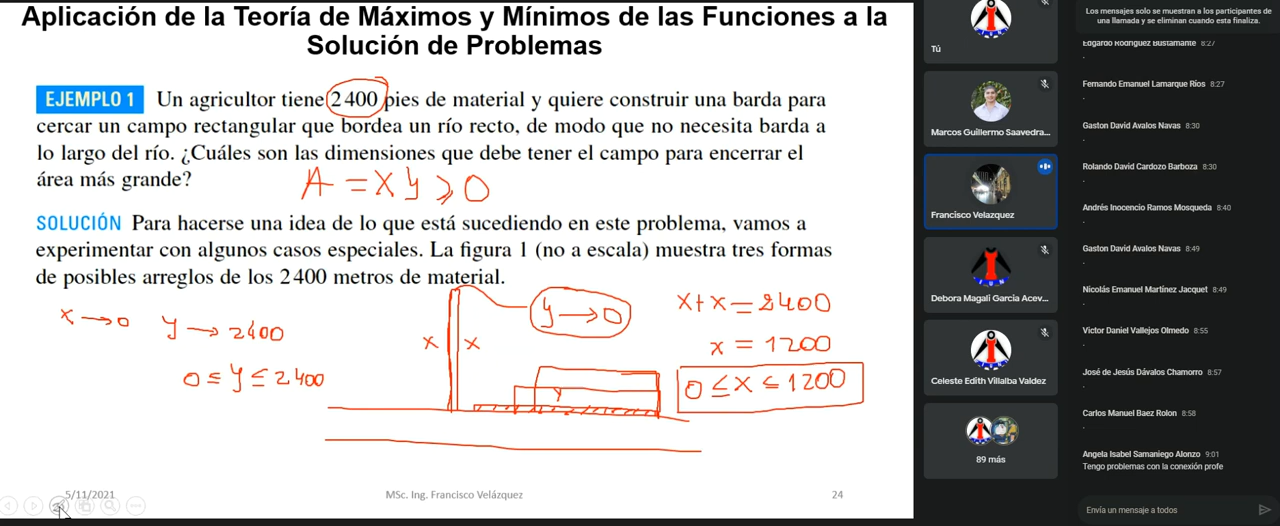 Aplicación de la Teoría de Máximos y Mínimos de las Funciones a la
Solución de Problemas
EJEMPLO 1 Un agricultor tiene 2 400 pies de material y quiere construir una barda para
cercar un campo rectangular que bordea un río recto, de modo que no necesita barda a
lo largo del río. ¿Cuáles son las dimensiones que debe tener el campo para encerrar el
área más grande?
A = x y ⩾ 0
SOLUCIÓN Para hacerse una idea de lo que está sucediendo en este problema, vamos a
experimentar con algunos casos especiales. La figura 1 (no a escala) muestra tres formas
de posibles arreglos de los 2 400 metros de material.
x → 0 y → 2400
0 ≤ y ≤ 2400
x x
y → 0
y
x + x = 2400
x = 1200
0 ≤ x ≤ 1200
5/11/2021
MSc. Ing. Francisco Velázquez
24
Tú
Marcos Guillermo Saavedra...
Francisco Velazquez
Debora Magali Garcia Acev...
Celeste Edith Villalba Valdez
89 más
Los mensajes solo se muestran a los participantes de
una llamada y se eliminan cuando esta finaliza.
Edgardo Rodriguez Bustamante 8:27
.
Fernando Emanuel Lamarque Ríos 8:27
.
Gaston David Avalos Navas 8:30
.
Rolando David Cardozo Barboza 8:30
.
Andrés Inocencio Ramos Mosqueda 8:40
.
Gaston David Avalos Navas 8:49
.
Nicolás Emanuel Martínez Jacquet 8:49
.
Victor Daniel Vallejos Olmedo 8:55
.
José de Jesús Dávalos Chamorro 8:57
.
Carlos Manuel Baez Rolon 8:58
.
Angela Isabel Samaniego Alonzo 9:01
Tengo problemas con la conexión profe
Envía un mensaje a todos